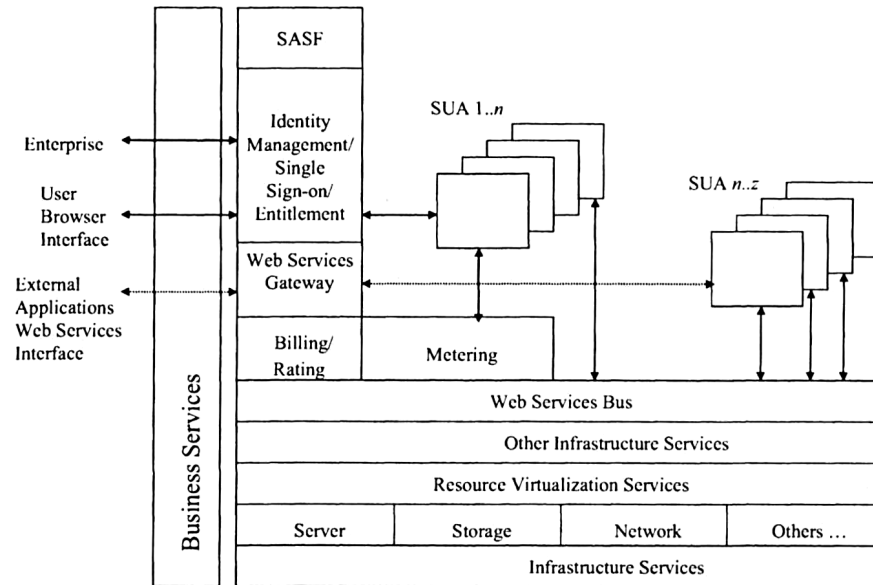 SASF
Identity
Management/
Single
Sign-on/
Entitlement
SUA 1..n
SUA n..z
Enterprise
User
Browser
Interface
Web Services
Gateway
External
Applications
Web Services
Interface
Billing/
Rating
Metering
Business Services
Web Services Bus
Other Infrastructure Services
Resource Virtualization Services
Server
Storage
Network
Others ...
Infrastructure Services